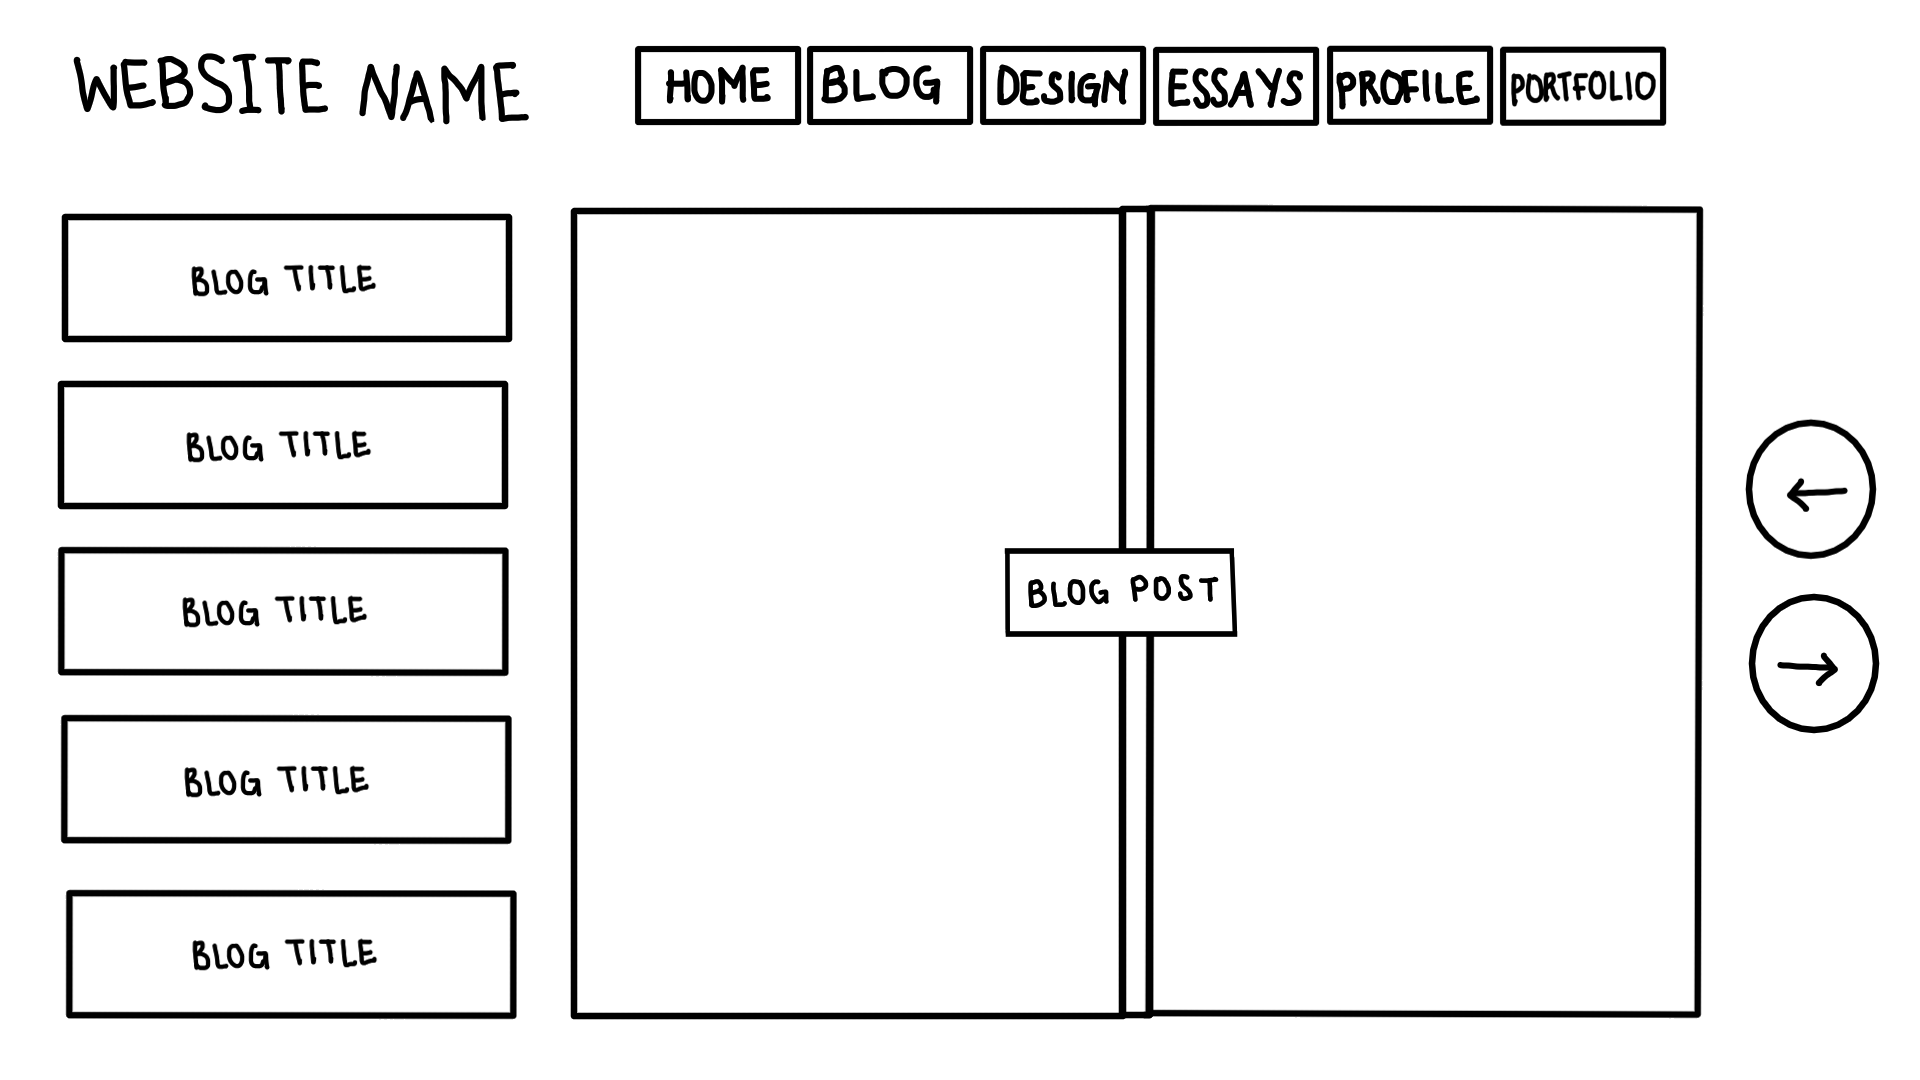 WEBSITE NAME
HOME
BLOG
DESIGN
ESSAYS
PROFILE
PORTFOLIO
BLOG TITLE
BLOG TITLE
BLOG TITLE
BLOG TITLE
BLOG TITLE
BLOG POST